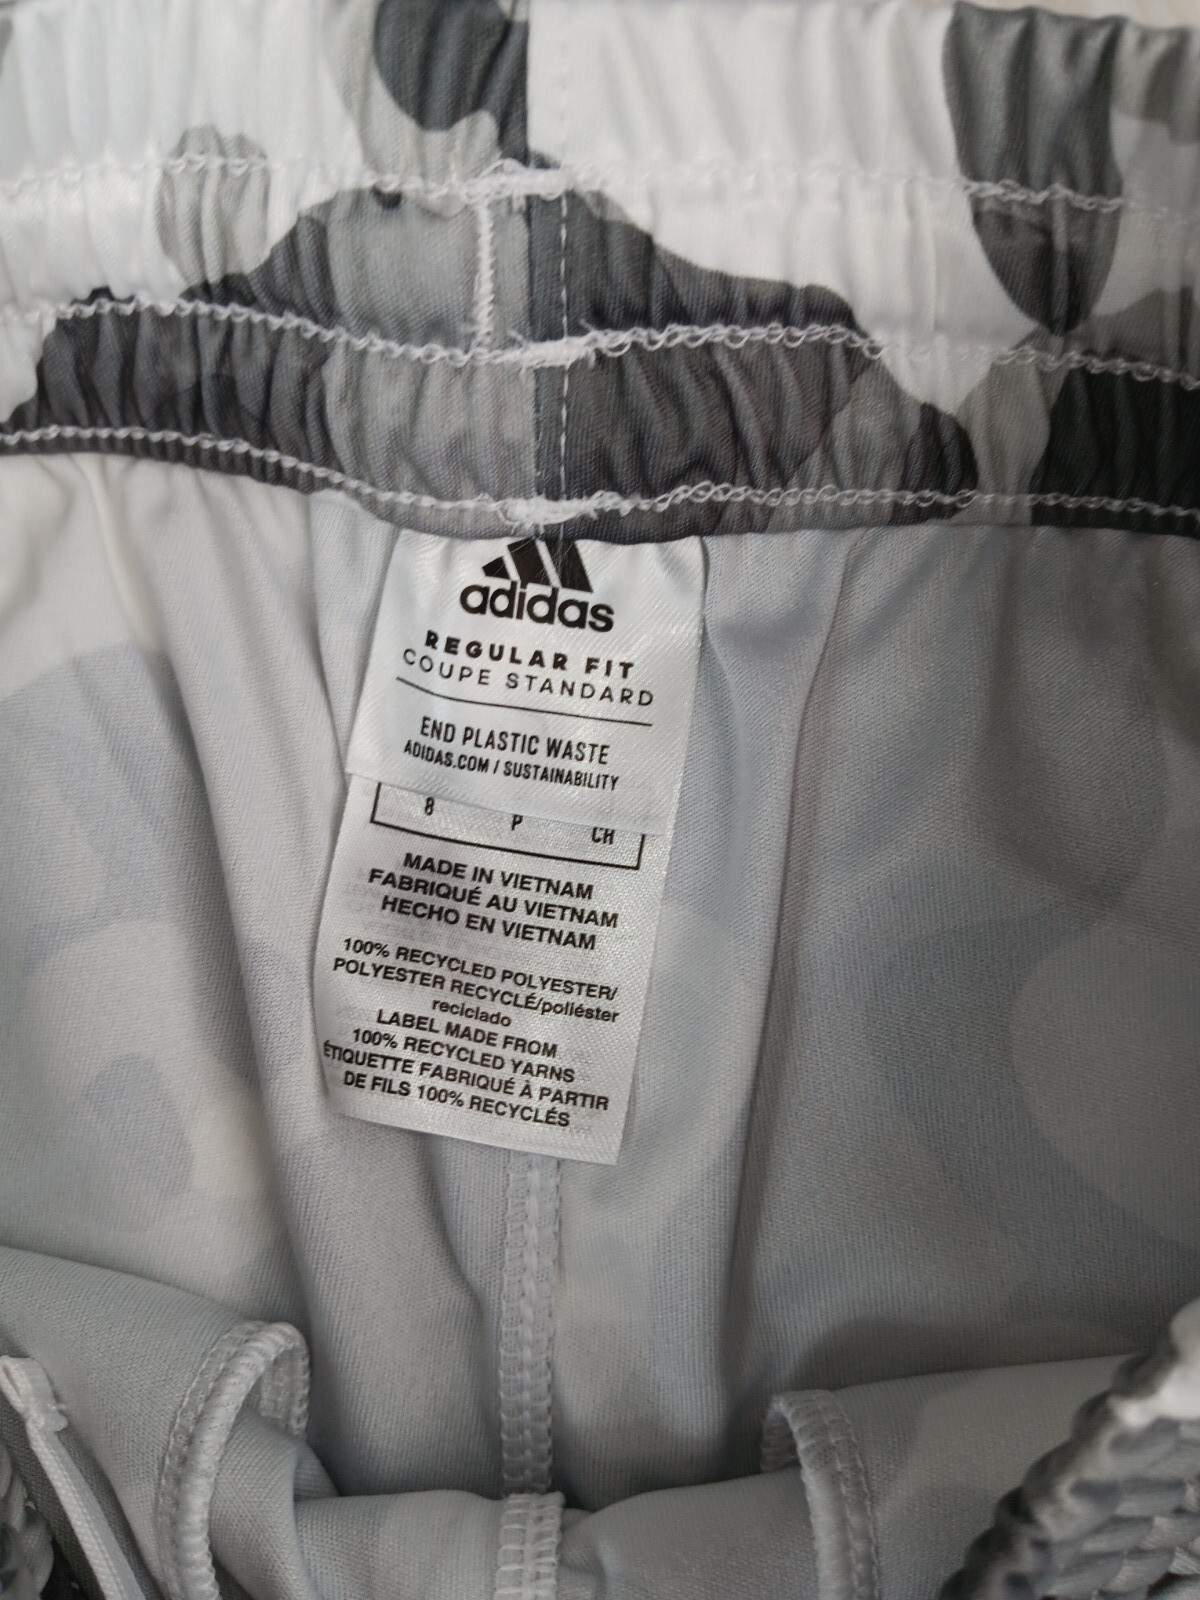 adidas
REGULAR FIT
COUPE STANDARD
END PLASTIC WASTE
ADIDAS.COM / SUSTAINABILITY
8 P CH
MADE IN VIETNAM
FABRIQUÉ AU VIETNAM
HECHO EN VIETNAM
100% RECYCLED POLYESTER/
POLYESTER RECYCLÉ/poliéster
reciclado
LABEL MADE FROM
100% RECYCLED YARNS
ÉTIQUETTE FABRIQUÉ À PARTIR
DE FILS 100% RECYCLÉS